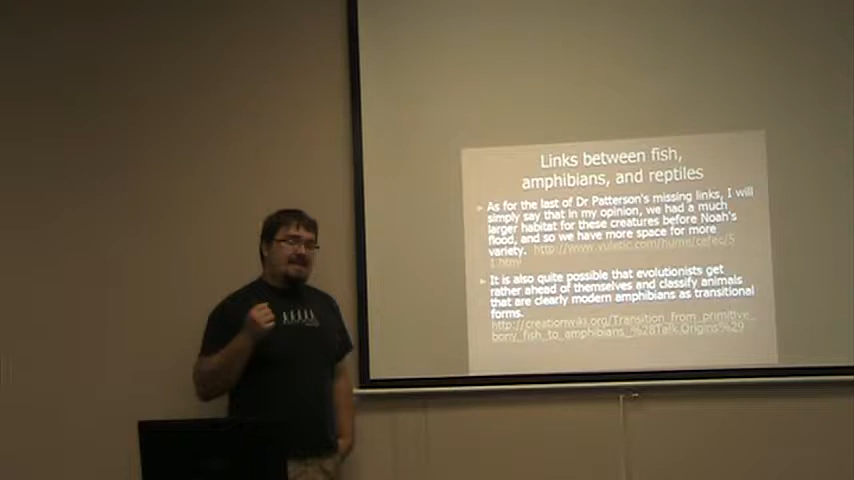 Links between fish,
amphibians, and reptiles
As for the last of Dr Patterson's missing links, I will
simply say that in my opinion, we had a much
larger habitat for these creatures before Noah's
flood, and so we have more space for more
variety. http://www.vuletic.com/hume/cefec/5
1.html
It is also quite possible that evolutionists get
rather ahead of themselves and classify animals
that are clearly modern amphibians as transitional
forms.
http://creationwiki.org/Transition_from_primitive_
bony_fish_to_amphibians_%28Talk.Origins%29